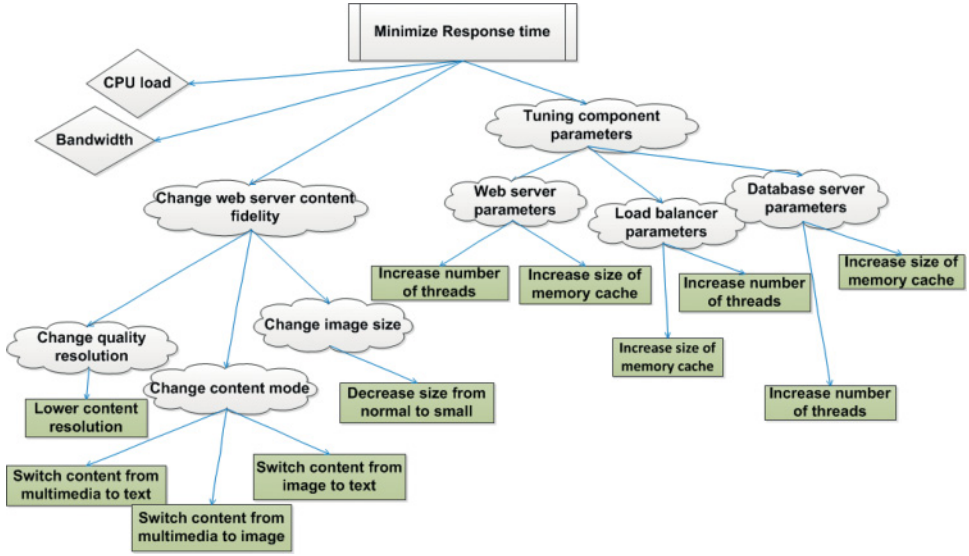 Minimize Response time
CPU load
Bandwidth
Tuning component
parameters
Change web server content
fidelity
Web server
parameters
Load balancer
parameters
Database server
parameters
Increase number
of threads
Increase size of
memory cache
Increase number
of threads
Increase size of
memory cache
Change quality
resolution
Change image size
Increase size of
memory cache
Change content mode
Lower content
resolution
Decrease size from
normal to small
Increase number
of threads
Switch content from
multimedia to text
Switch content from
image to text
Switch content from
multimedia to image